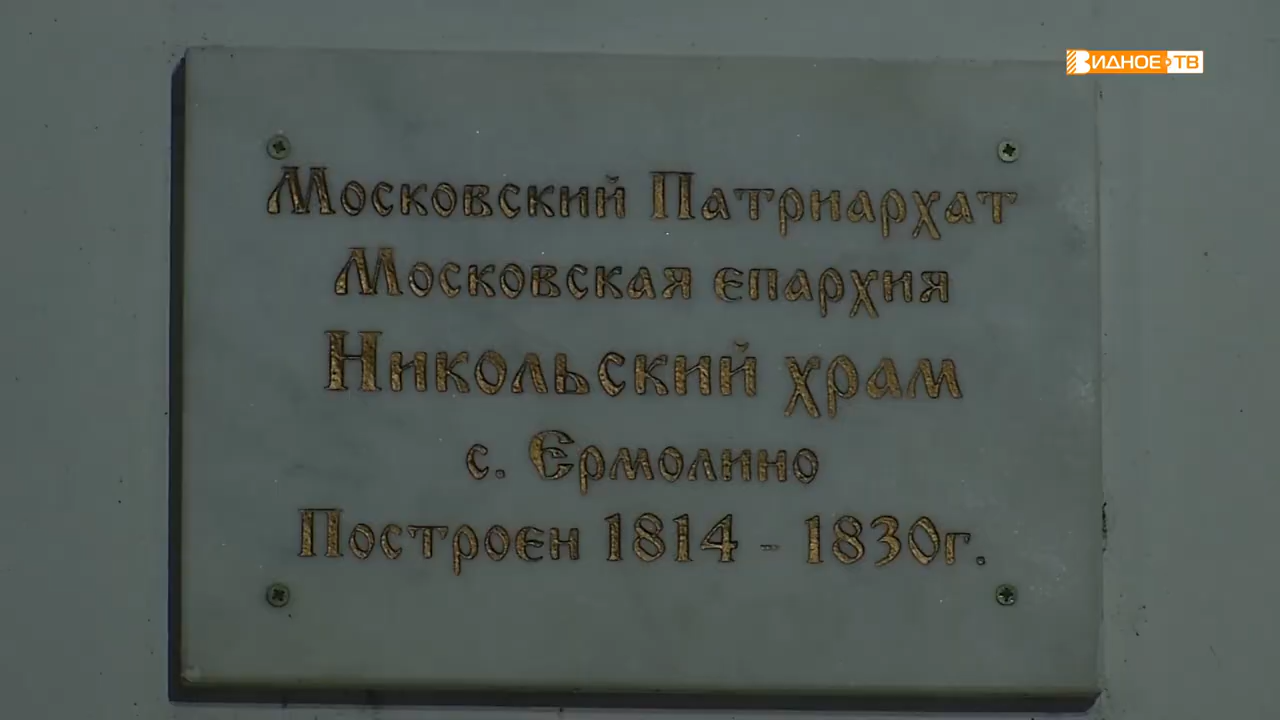 ВИДНОЕ ТВ
Московский Патриархат
Московская епархия
Никольский храм
с. Ермолино
Построен 1814 - 1830г.